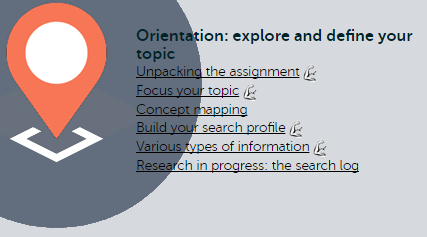 Orientation: explore and define your
topic
Unpacking the assignment
Focus your topic
Concept mapping
Build your search profile
Various types of information
Research in progress: the search log